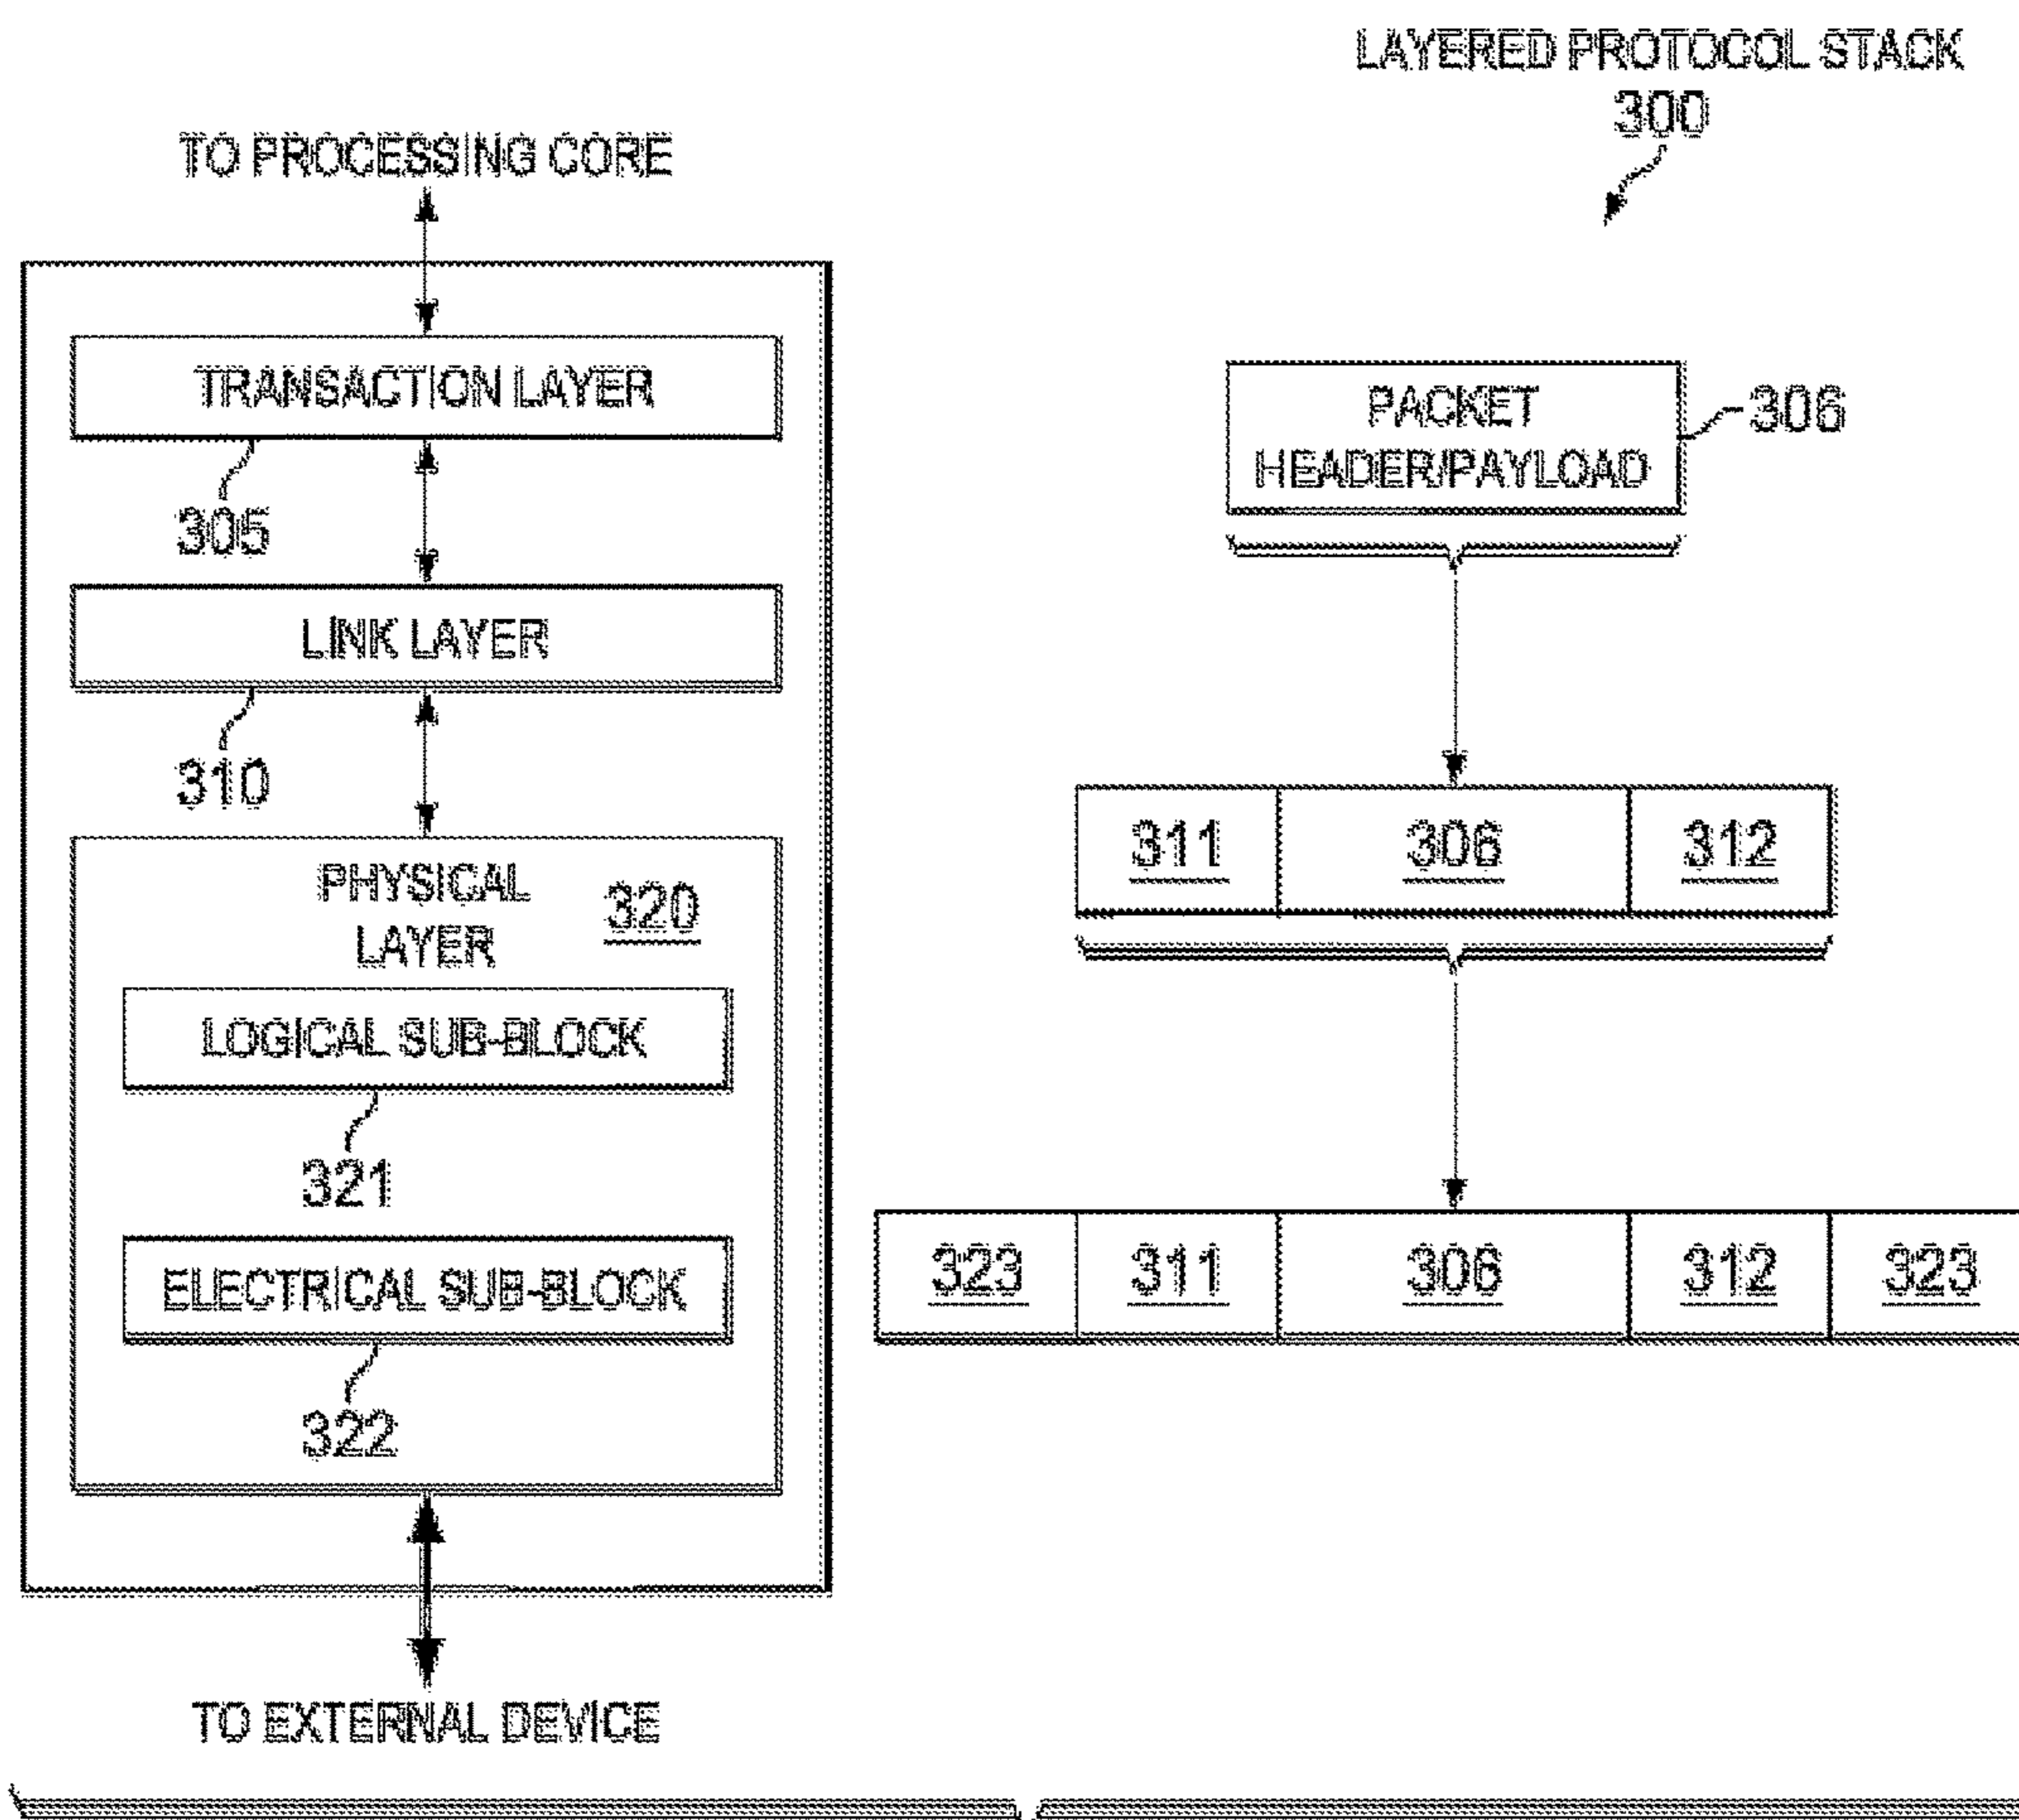 LAYERED PROTOCOL STACK
300
TO PROCESSING CORE
TRANSACTION LAYER
305
LINK LAYER
310
PHYSICAL
LAYER
320
LOGICAL SUB-BLOCK
321
ELECTRICAL SUB-BLOCK
322
TO EXTERNAL DEVICE
PACKET
HEADER/PAYLOAD
306
311 306 312
323 311 306 312 323